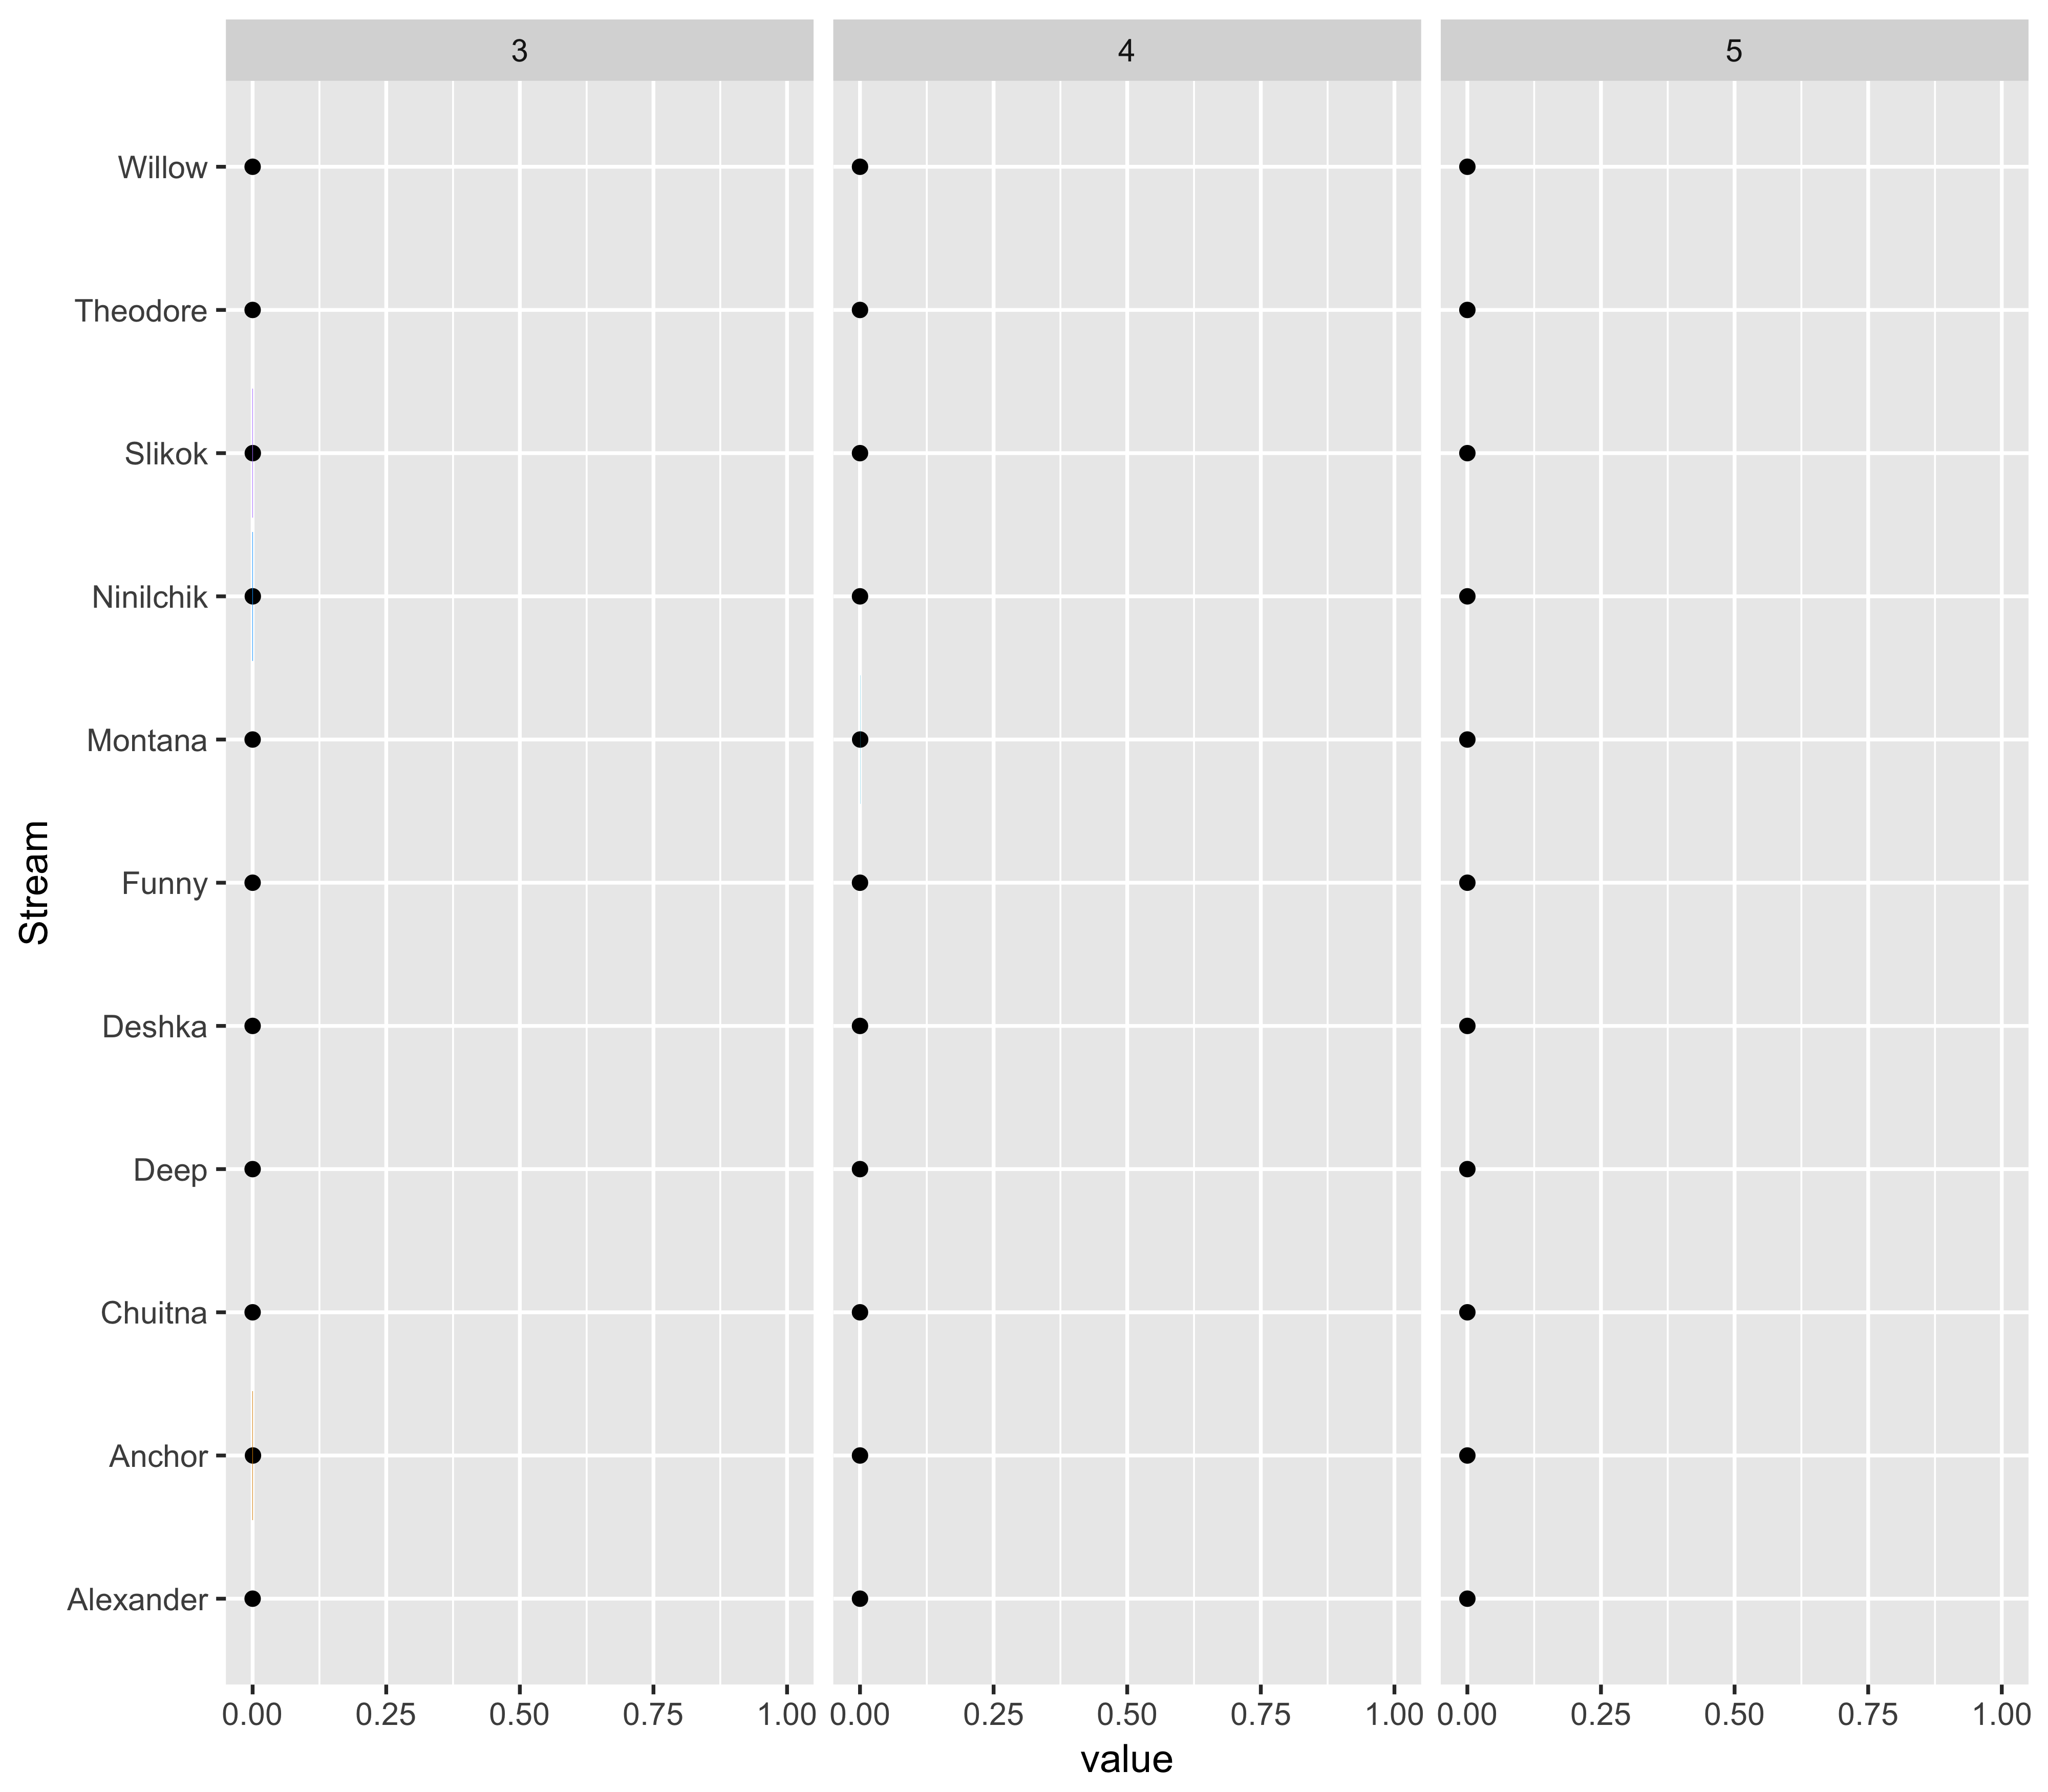 3 4 5
Willow
Theodore
Slikok
Ninilchik
Montana
Funny
Deshka
Deep
Chuitna
Anchor
Alexander
Stream
0.00 0.25 0.50 0.75 1.00 0.00 0.25 0.50 0.75 1.00 0.00 0.25 0.50 0.75 1.00
value